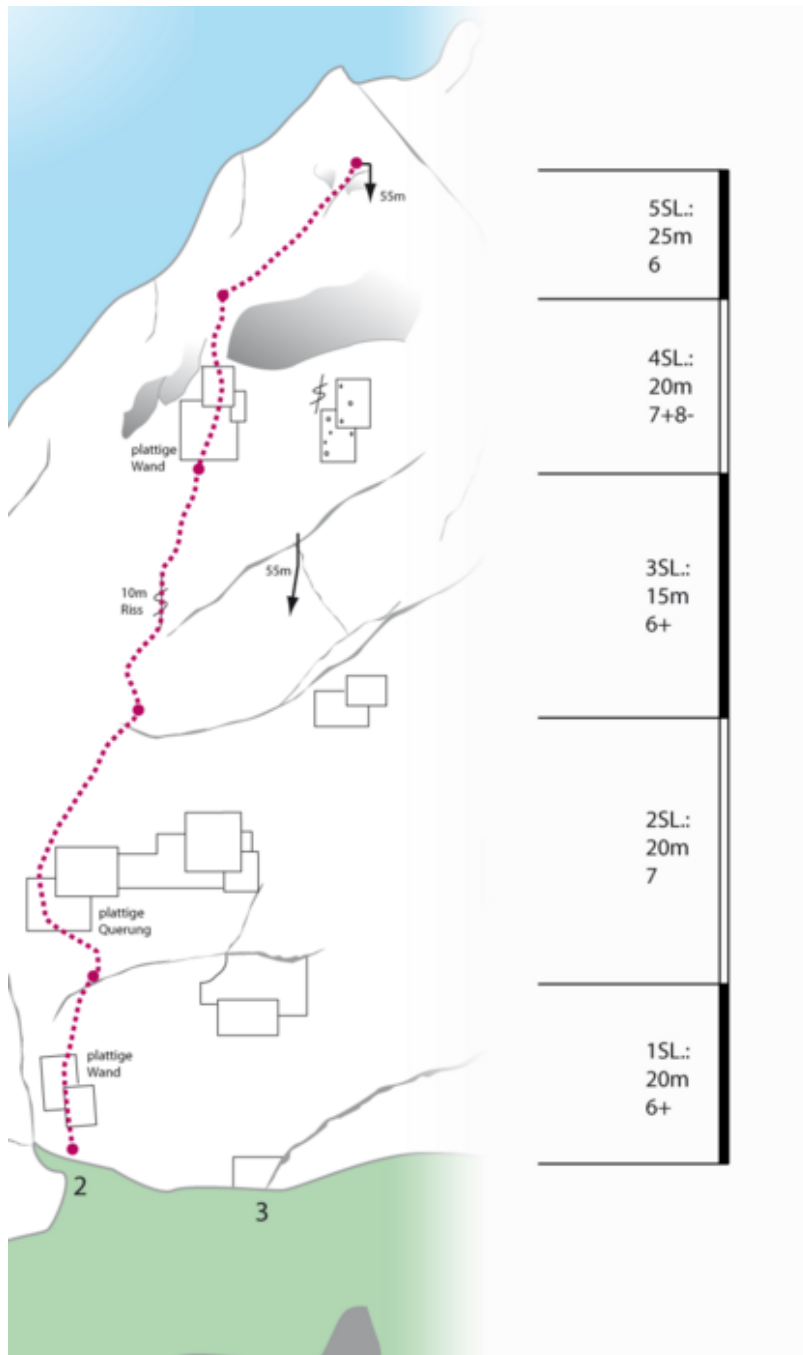 55m
5SL.:
25m
6
4SL.:
20m
7+8-
plattige
Wand
55m
10m
Riss
3SL.:
15m
6+
2SL.:
20m
7
plattige
Querung
plattige
Wand
1SL.:
20m
6+
2
3